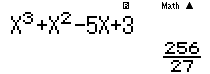 R Math ▲
X³+X²-5X+3
256
27